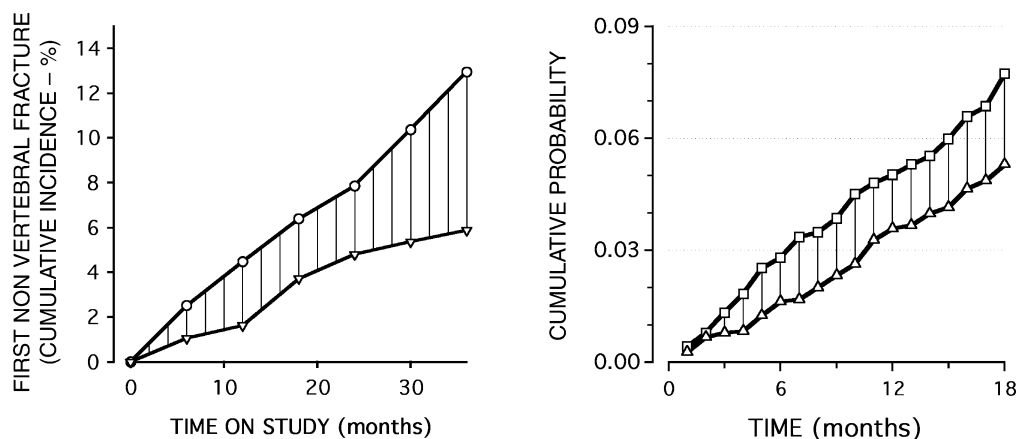 FIRST NON VERTEBRAL FRACTURE
(CUMULATIVE INCIDENCE – %)
14
12
10
8
6
4
2
0
0 10 20 30
TIME ON STUDY (months)
CUMULATIVE PROBABILITY
0.09
0.06
0.03
0.00
0 6 12 18
TIME (months)